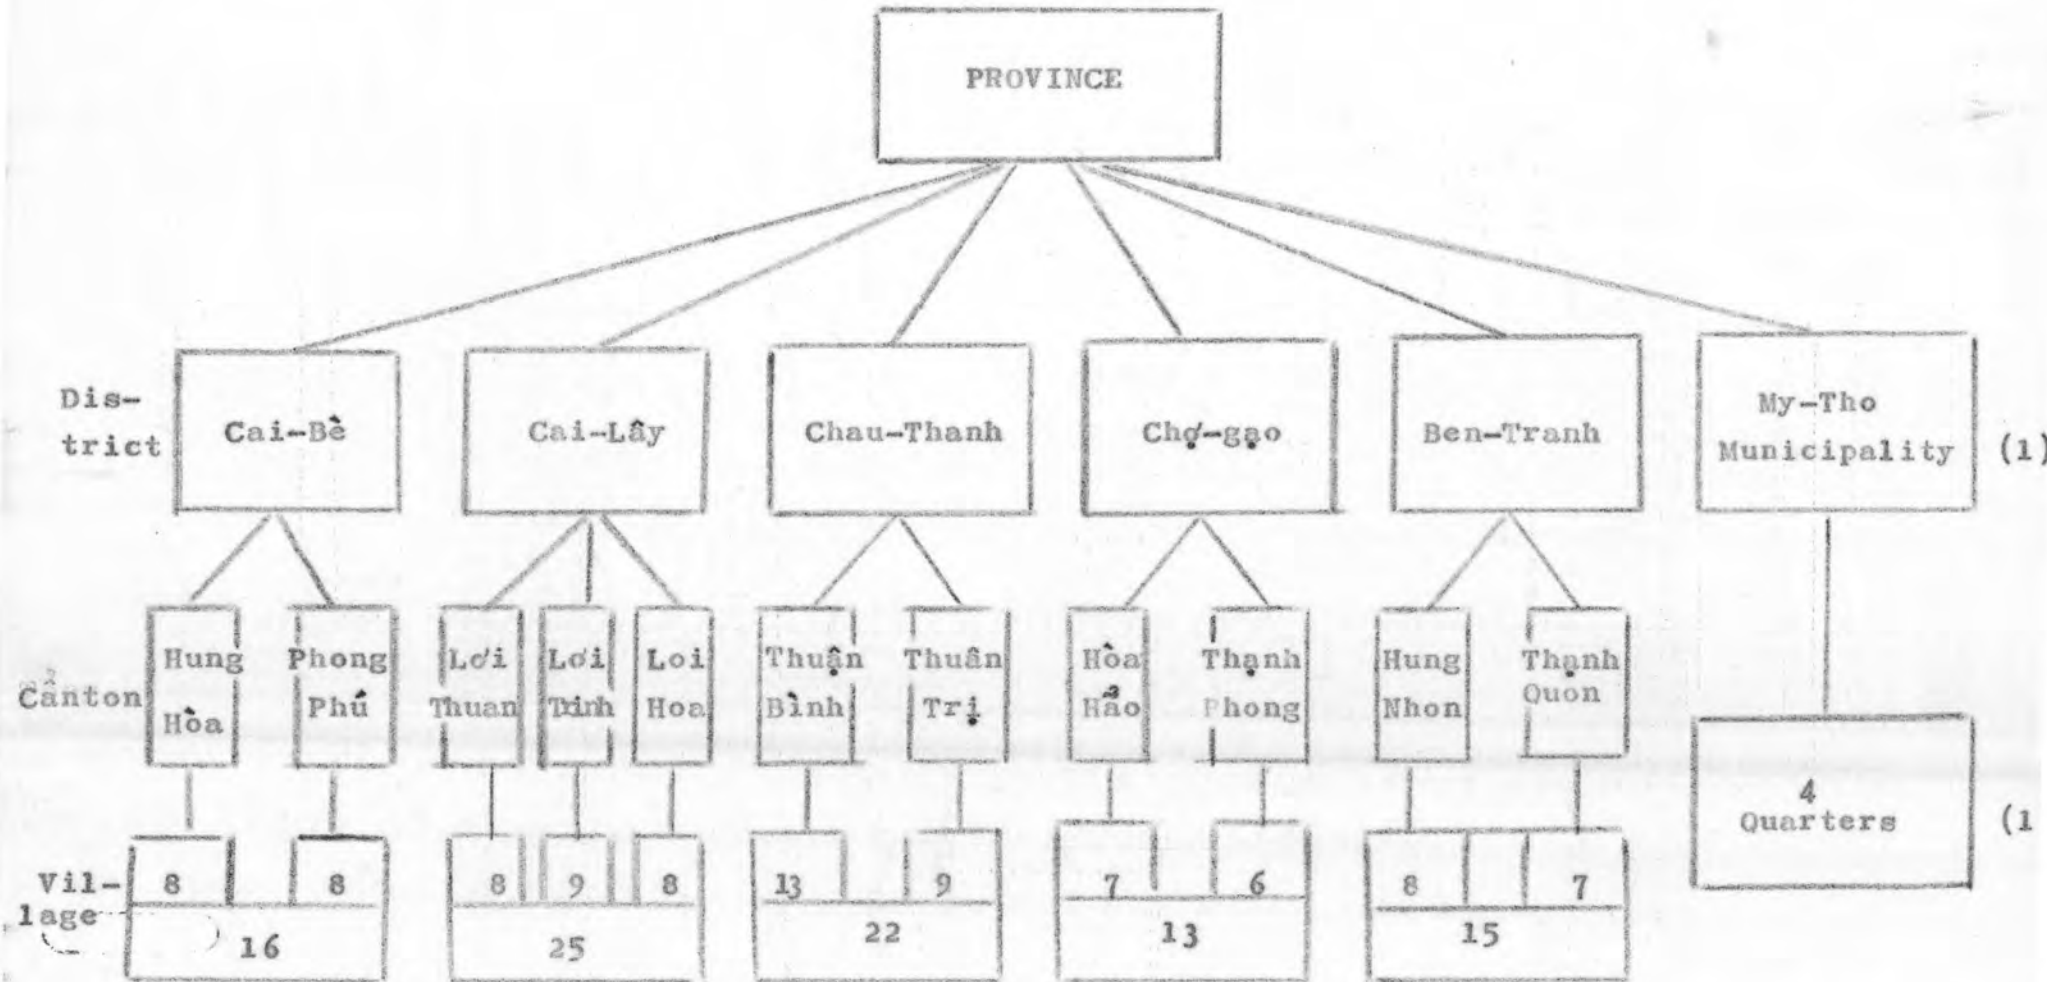 PROVINCE
Dis-
trict
Cai-Bè
Cai-Lậy
Chau-Thanh
Chợ-gạo
Ben-Tranh
My-Tho
Municipality
(1)
Canton
Hung
Hòa
Phong
Phú
Lơi
Thuan
Lơi
Trinh
Loi
Hoa
Thuận
Bình
Thuân
Trị
Hòa
Hảo
Thạnh
Phong
Hung
Nhon
Thạnh
Quon
4
Quarters
(1
Vil-
lage
8
8
16
8
9
8
25
13
9
22
7
6
13
8
7
15